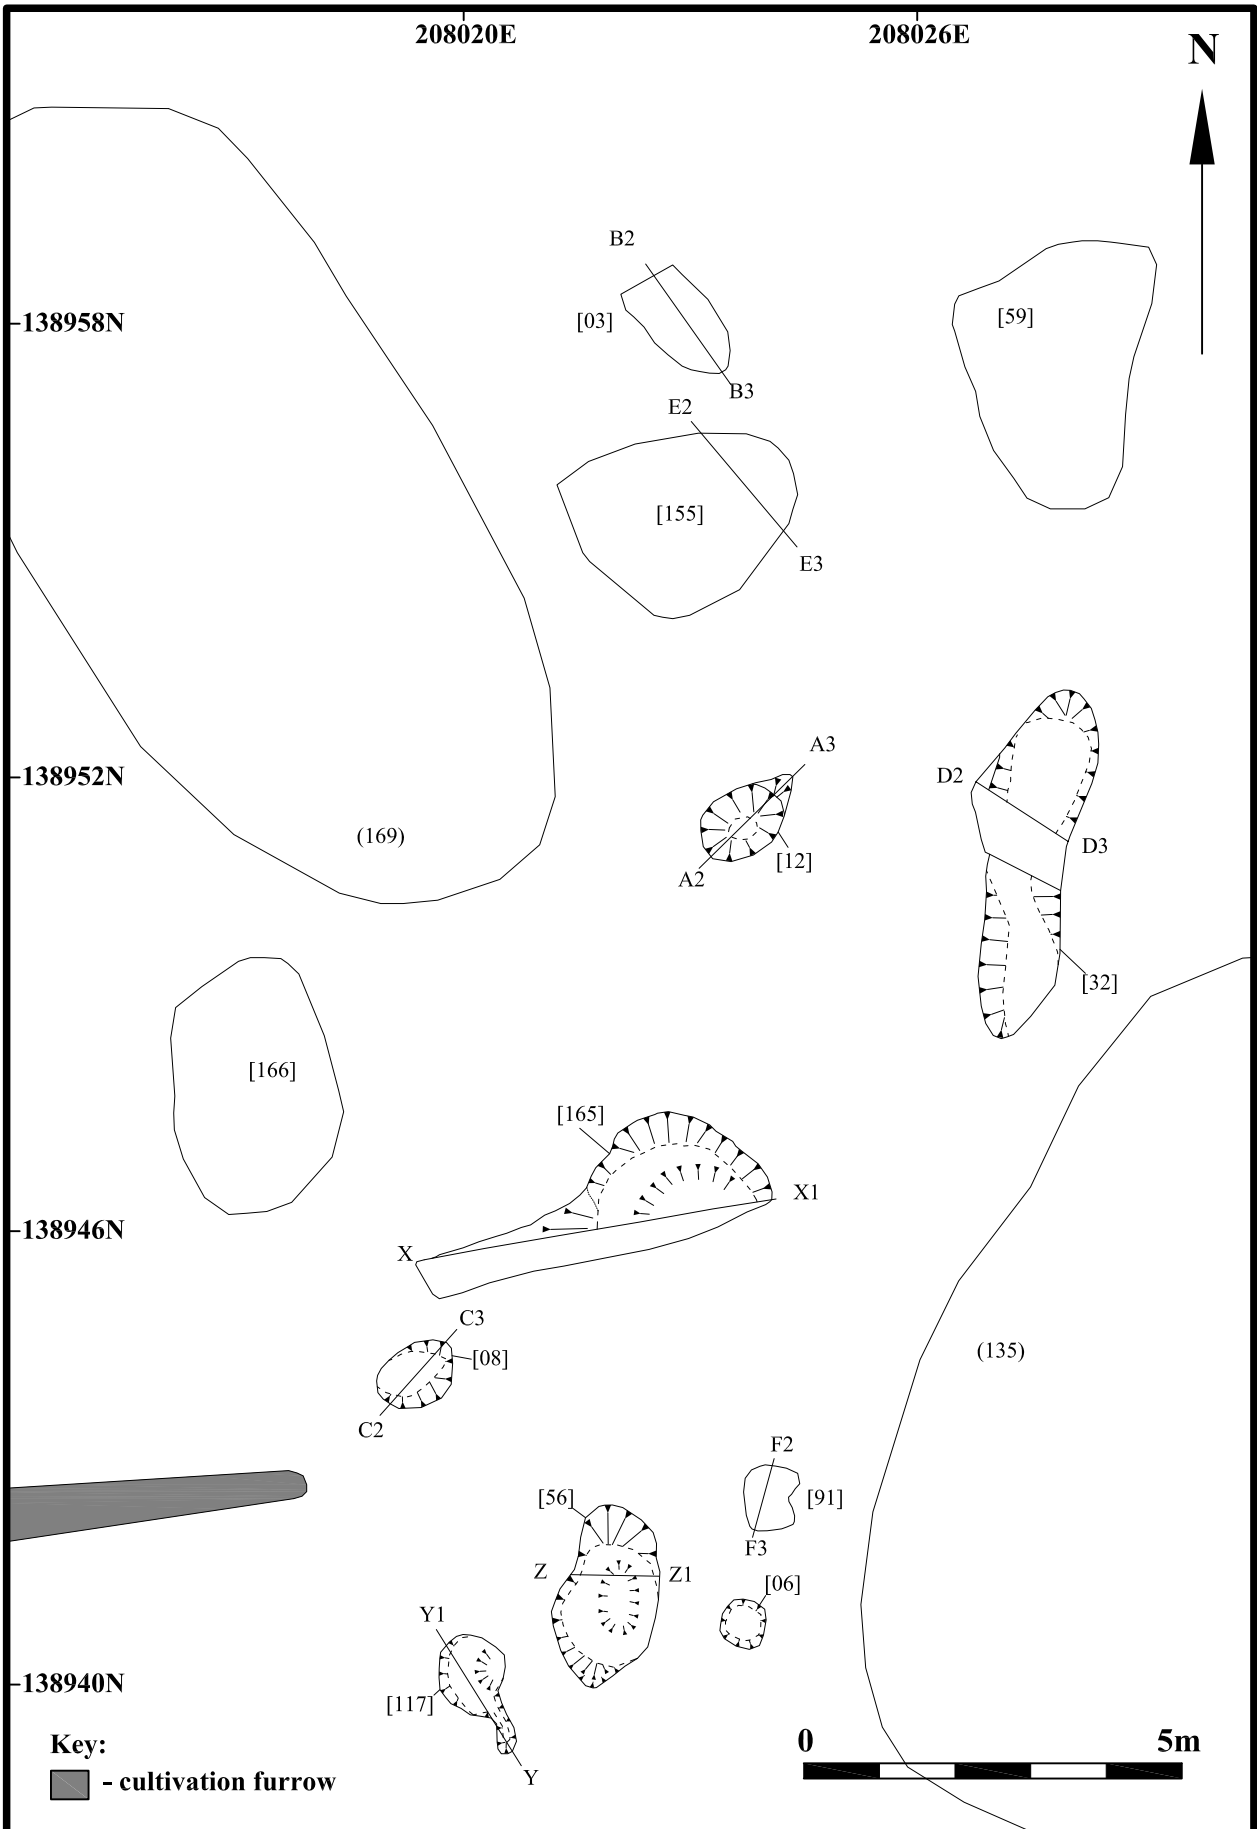 208020E
208026E
N
B2
138958N
[03]
[59]
B3
E2
[155]
E3
A3
138952N
D2
(169)
D3
[12]
A2
[32]
[166]
[165]
X1
138946N
X
C3
(135)
[08]
C2
F2
[56]
[91]
F3
Z
Z1
[06]
Y1
138940N
[117]
Key:
0
5m
Y
- cultivation furrow